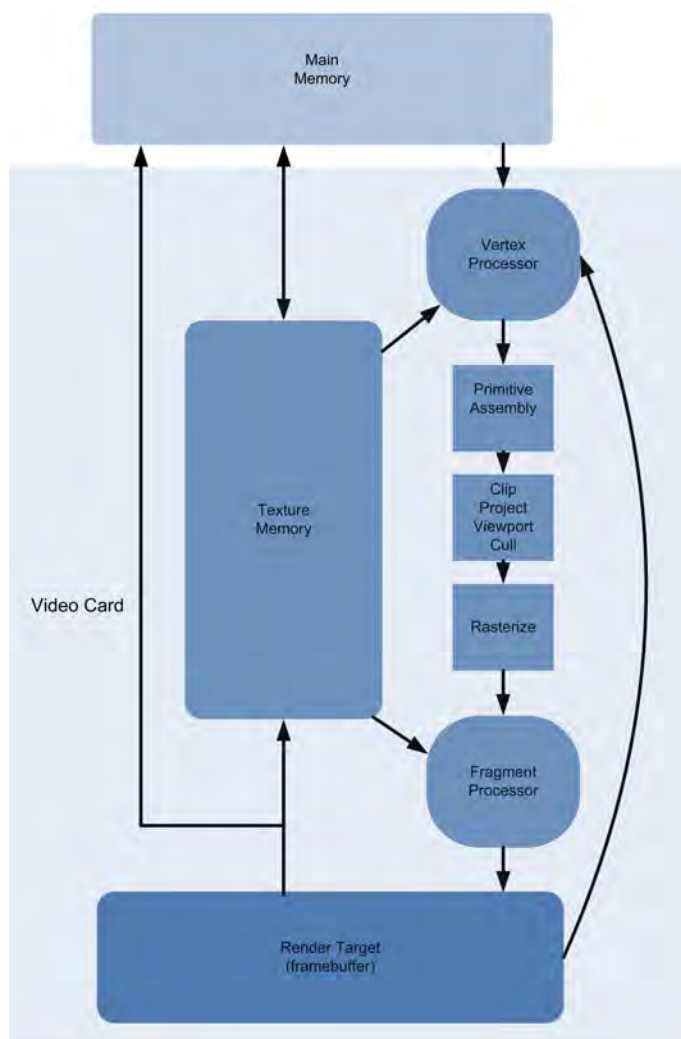 Main
Memory
Vertex
Processor
Primitive
Assembly
Clip
Project
Viewport
Cull
Texture
Memory
Video Card
Rasterize
Fragment
Processor
Render Target
(framebuffer)